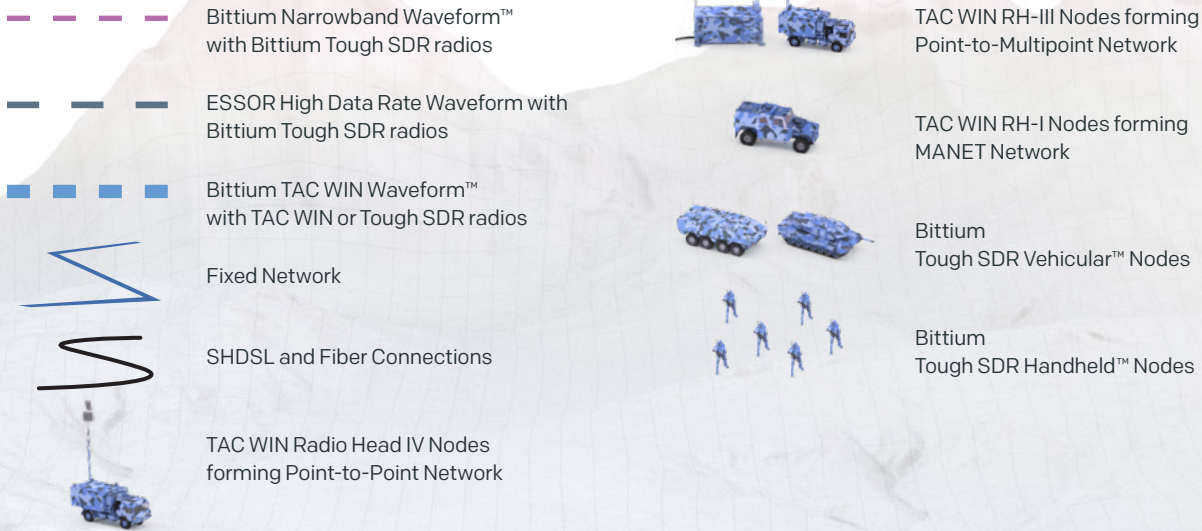 Bittium Narrowband Waveform™
with Bittium Tough SDR radios
ESSOR High Data Rate Waveform with
Bittium Tough SDR radios
Bittium TAC WIN Waveform™
with TAC WIN or Tough SDR radios
Fixed Network
SHDSL and Fiber Connections
TAC WIN Radio Head IV Nodes
forming Point-to-Point Network
TAC WIN RH-III Nodes forming
Point-to-Multipoint Network
TAC WIN RH-I Nodes forming
MANET Network
Bittium
Tough SDR Vehicular™ Nodes
Bittium
Tough SDR Handheld™ Nodes